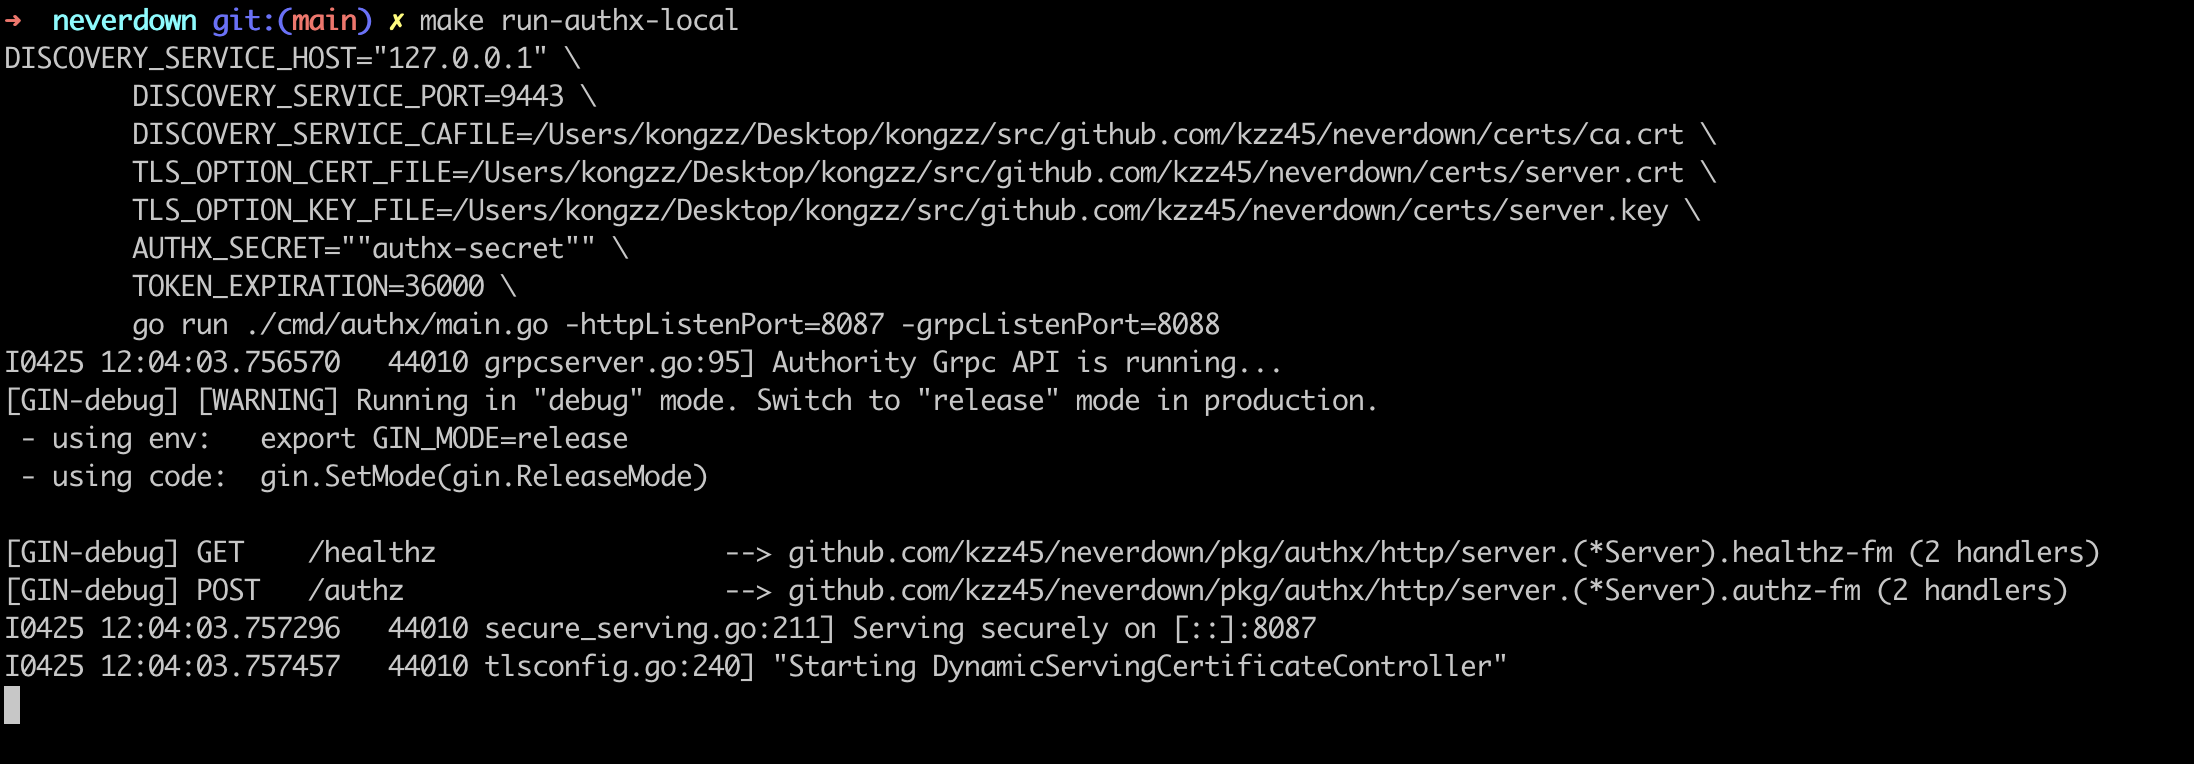 ➜  neverdown git:(main) ✗ make run-authx-local
DISCOVERY_SERVICE_HOST="127.0.0.1" \
        DISCOVERY_SERVICE_PORT=9443 \
        DISCOVERY_SERVICE_CAFILE=/Users/kongzz/Desktop/kongzz/src/github.com/kzz45/neverdown/certs/ca.crt \
        TLS_OPTION_CERT_FILE=/Users/kongzz/Desktop/kongzz/src/github.com/kzz45/neverdown/certs/server.crt \
        TLS_OPTION_KEY_FILE=/Users/kongzz/Desktop/kongzz/src/github.com/kzz45/neverdown/certs/server.key \
        AUTHX_SECRET=""authx-secret"" \
        TOKEN_EXPIRATION=36000 \
        go run ./cmd/authx/main.go -httpListenPort=8087 -grpcListenPort=8088
I0425 12:04:03.756570   44010 grpcserver.go:95] Authority Grpc API is running...
[GIN-debug] [WARNING] Running in "debug" mode. Switch to "release" mode in production.
 - using env:   export GIN_MODE=release
 - using code:  gin.SetMode(gin.ReleaseMode)
[GIN-debug] GET    /healthz                  --> github.com/kzz45/neverdown/pkg/authx/http/server.(*Server).healthz-fm (2 handlers)
[GIN-debug] POST   /authz                    --> github.com/kzz45/neverdown/pkg/authx/http/server.(*Server).authz-fm (2 handlers)
I0425 12:04:03.757296   44010 secure_serving.go:211] Serving securely on [::]:8087
I0425 12:04:03.757457   44010 tlsconfig.go:240] "Starting DynamicServingCertificateController"